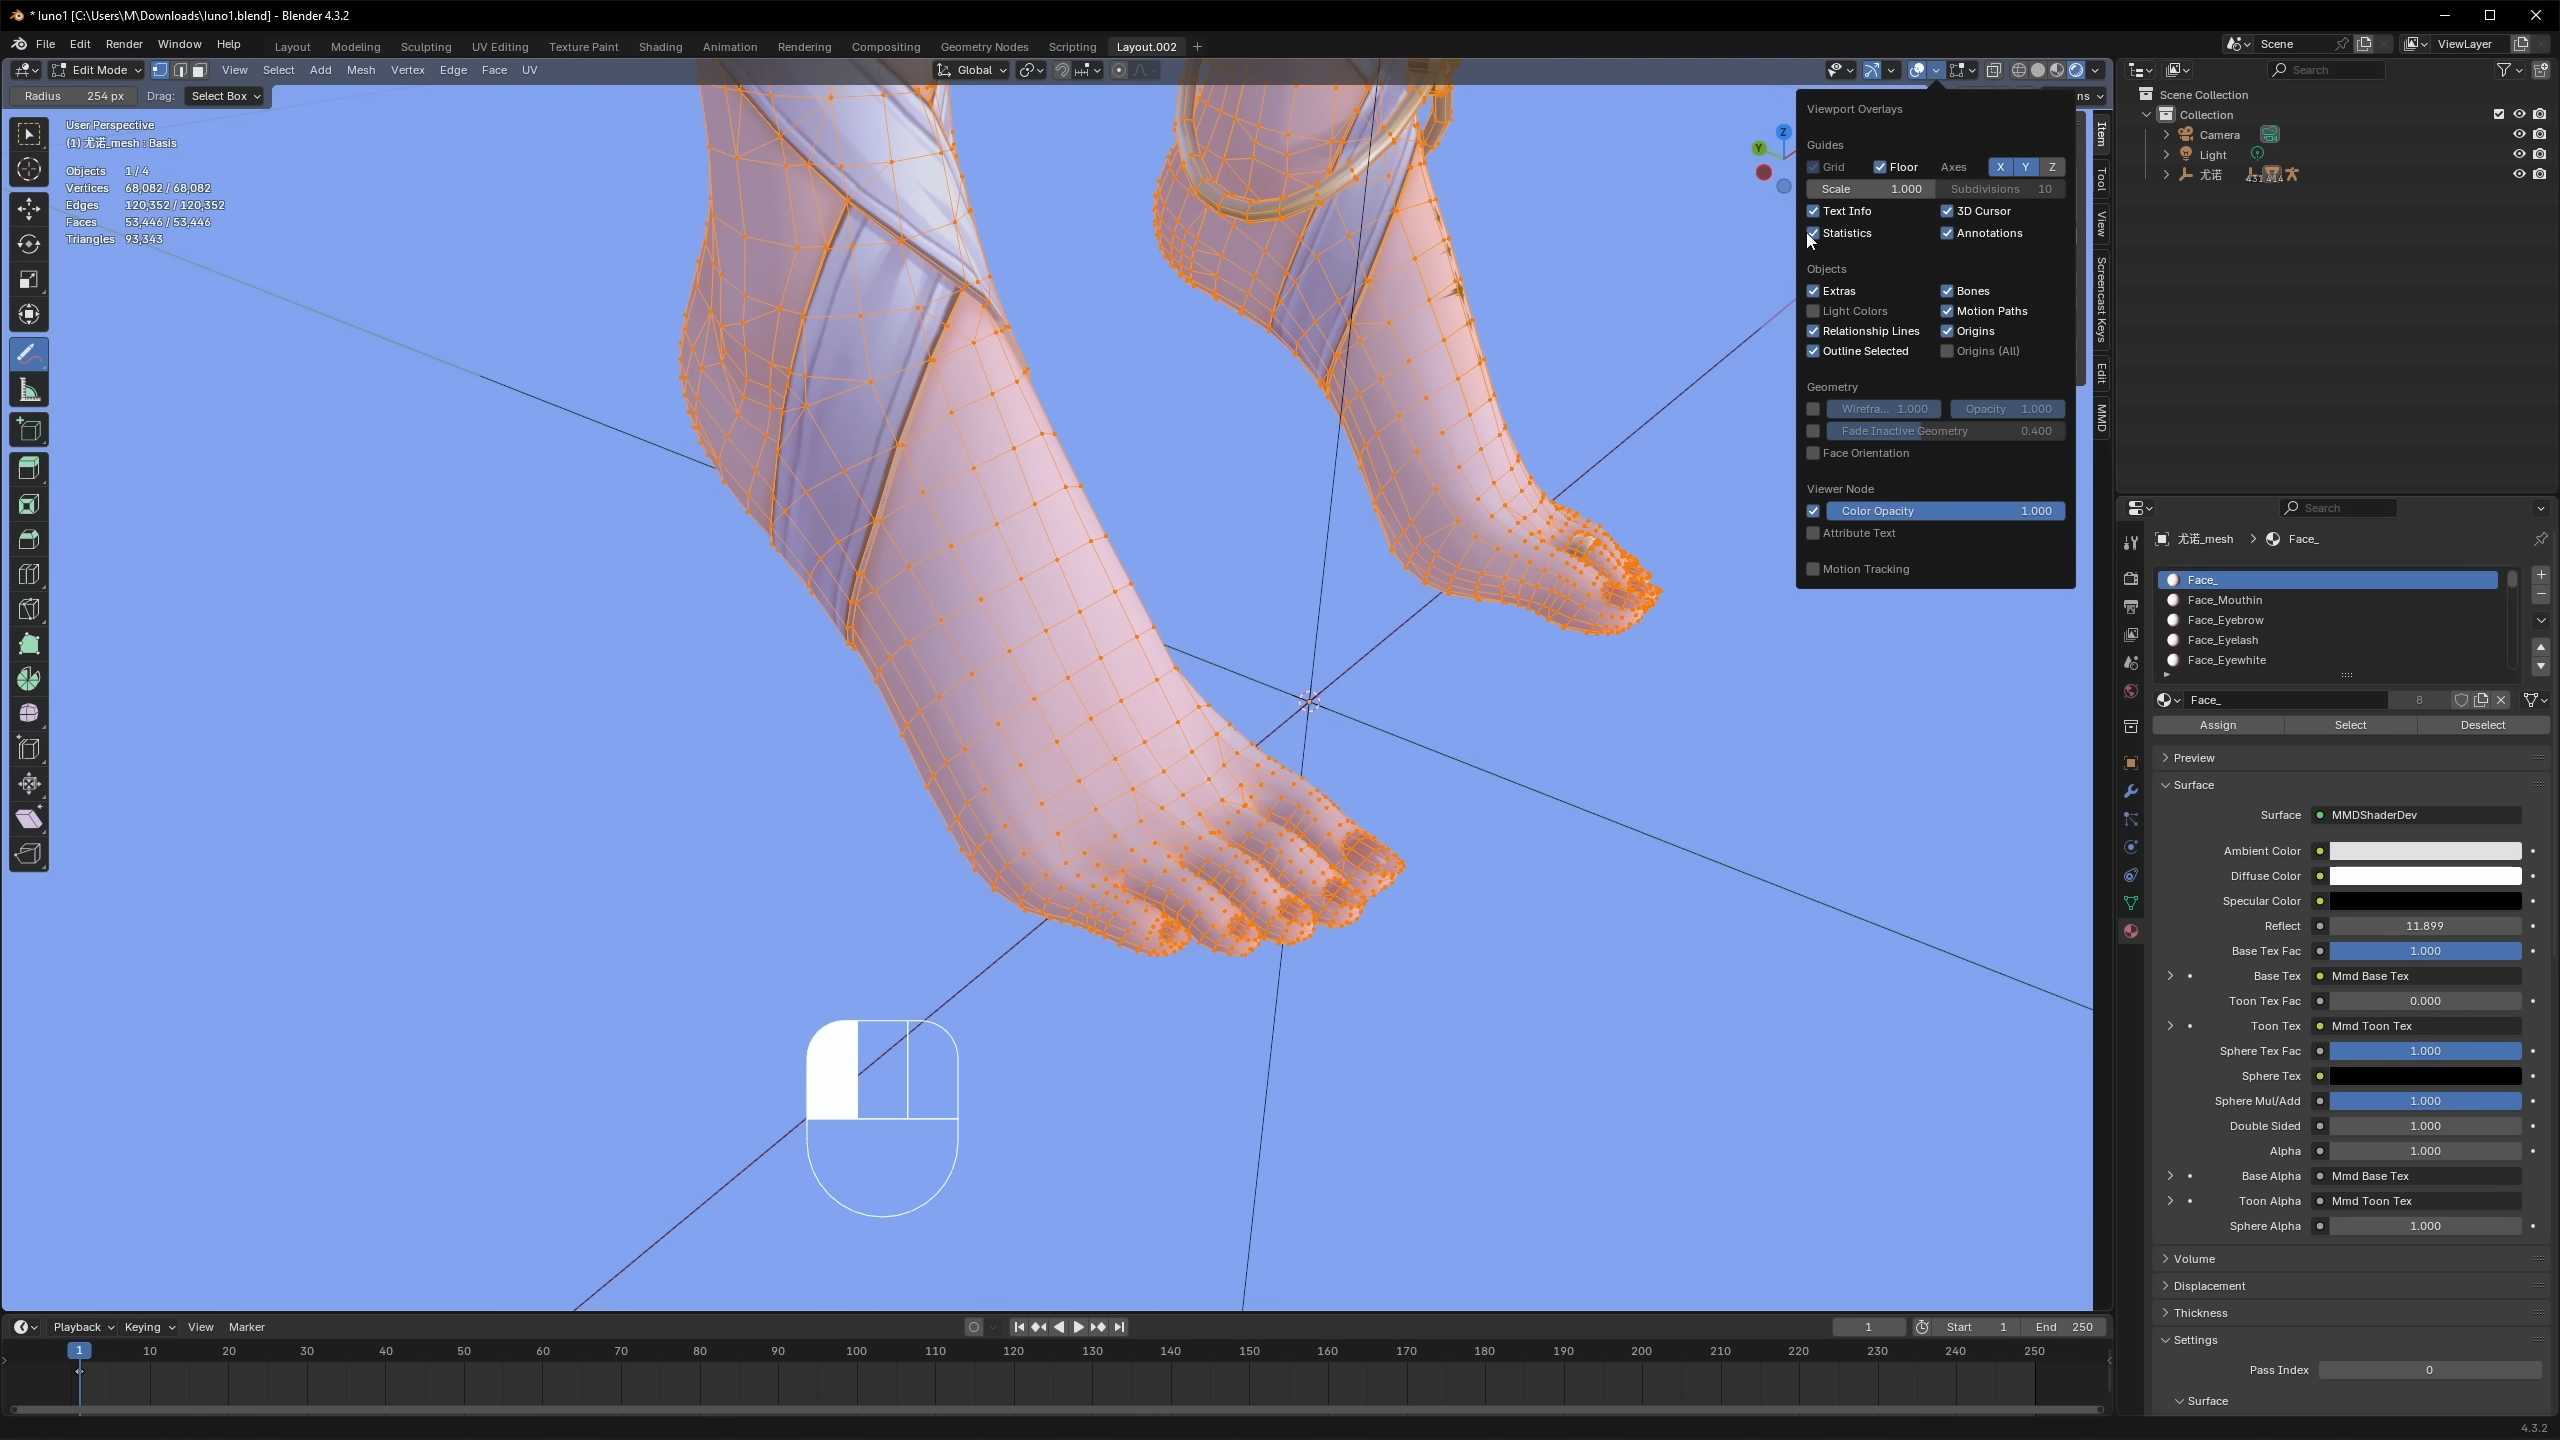 * luno1 [C:\Users\M\Downloads\luno1.blend] - Blender 4.3.2
File Edit Render Window Help
Layout Modeling Sculpting UV Editing Texture Paint Shading Animation Rendering Compositing Geometry Nodes Scripting Layout.002 +
Scene
ViewLayer
Edit Mode View Select Add Mesh Vertex Edge Face UV
Global
Search
Radius 254 px Drag: Select Box
ns
User Perspective
(1) 尤诺_mesh : Basis
Objects 1 / 4
Vertices 68,082 / 68,082
Edges 120,352 / 120,352
Faces 53,446 / 53,446
Triangles 93,343
Z
Y
Viewport Overlays
Guides
Grid Floor Axes X Y Z
Scale 1.000 Subdivisions 10
Text Info 3D Cursor
Statistics Annotations
Objects
Extras Bones
Light Colors Motion Paths
Relationship Lines Origins
Outline Selected Origins (All)
Geometry
Wirefra... 1.000 Opacity 1.000
Fade Inactive Geometry 0.400
Face Orientation
Viewer Node
Color Opacity 1.000
Attribute Text
Motion Tracking
Item
Tool
View
Screencast Keys
Edit
MMD
Scene Collection
Collection
Camera
Light
尤诺
Search
尤诺_mesh > Face_
Face_
Face_Mouthin
Face_Eyebrow
Face_Eyelash
Face_Eyewhite
Face_ 8
Assign Select Deselect
Preview
Surface
Surface MMDShaderDev
Ambient Color
Diffuse Color
Specular Color
Reflect 11.899
Base Tex Fac 1.000
Base Tex Mmd Base Tex
Toon Tex Fac 0.000
Toon Tex Mmd Toon Tex
Sphere Tex Fac 1.000
Sphere Tex
Sphere Mul/Add 1.000
Double Sided 1.000
Alpha 1.000
Base Alpha Mmd Base Tex
Toon Alpha Mmd Toon Tex
Sphere Alpha 1.000
Volume
Displacement
Thickness
Settings
Pass Index 0
Surface
Playback Keying View Marker
1 Start 1 End 250
1 10 20 30 40 50 60 70 80 90 100 110 120 130 140 150 160 170 180 190 200 210 220 230 240 250
4.3.2